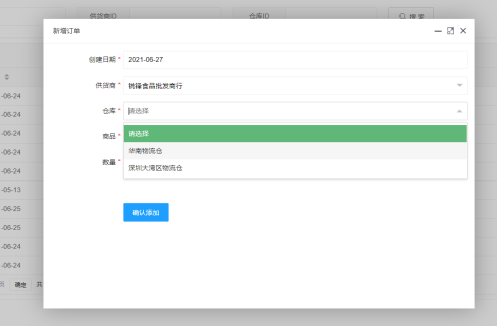 供货商ID 仓库ID 搜索
新增订单
创建日期 * 2021-06-27
-06-24
供货商 * 锐锋食品批发商行
-06-24
仓库 * 请选择
-06-24
请选择
商品 *
-06-24
华南物流仓
-06-24
数量 *
深圳大湾区物流仓
-05-13
-06-25
确认添加
-06-25
-06-24
-06-24
页 确定 共